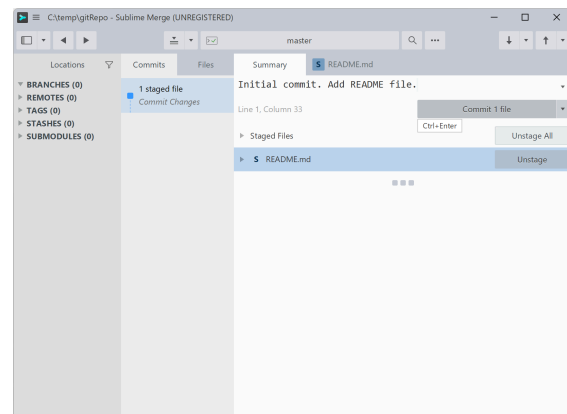 C:\temp\gitRepo - Sublime Merge (UNREGISTERED)
master
Locations
Commits
Files
Summary
S README.md
BRANCHES (0)
REMOTES (0)
TAGS (0)
STASHES (0)
SUBMODULES (0)
1 staged file
Commit Changes
Initial commit. Add README file.
Line 1, Column 33
Commit 1 file
Ctrl+Enter
Staged Files
Unstage All
S README.md
Unstage